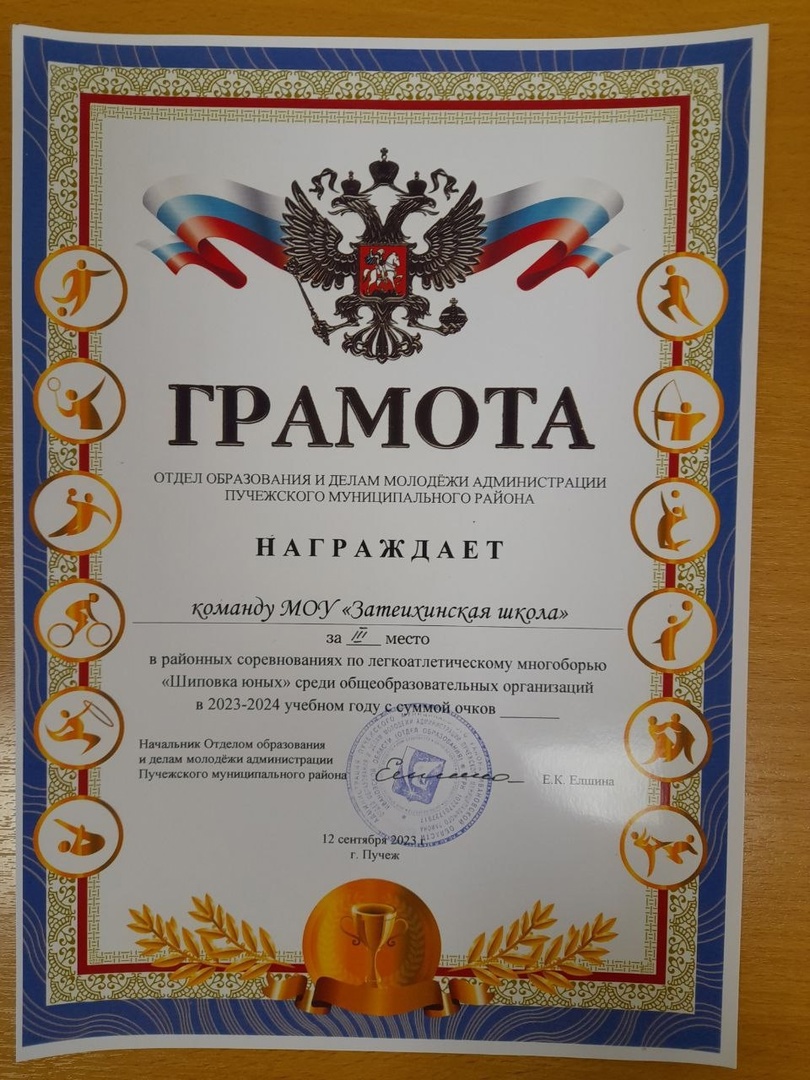 ГРАМОТА
ОТДЕЛ ОБРАЗОВАНИЯ И ДЕЛАМ МОЛОДЁЖИ АДМИНИСТРАЦИИ
ПУЧЕЖСКОГО МУНИЦИПАЛЬНОГО РАЙОНА
НАГРАЖДАЕТ
команду МОУ «Затеихинская школа»
за III место
в районных соревнованиях по легкоатлетическому многоборью
«Шиповка юных» среди общеобразовательных организаций
в 2023-2024 учебном году с суммой очков ________
Начальник Отделом образования
и делам молодёжи администрации
Пучежского муниципального района
Е.К. Елшина
12 сентября 2023 г.
г. Пучеж